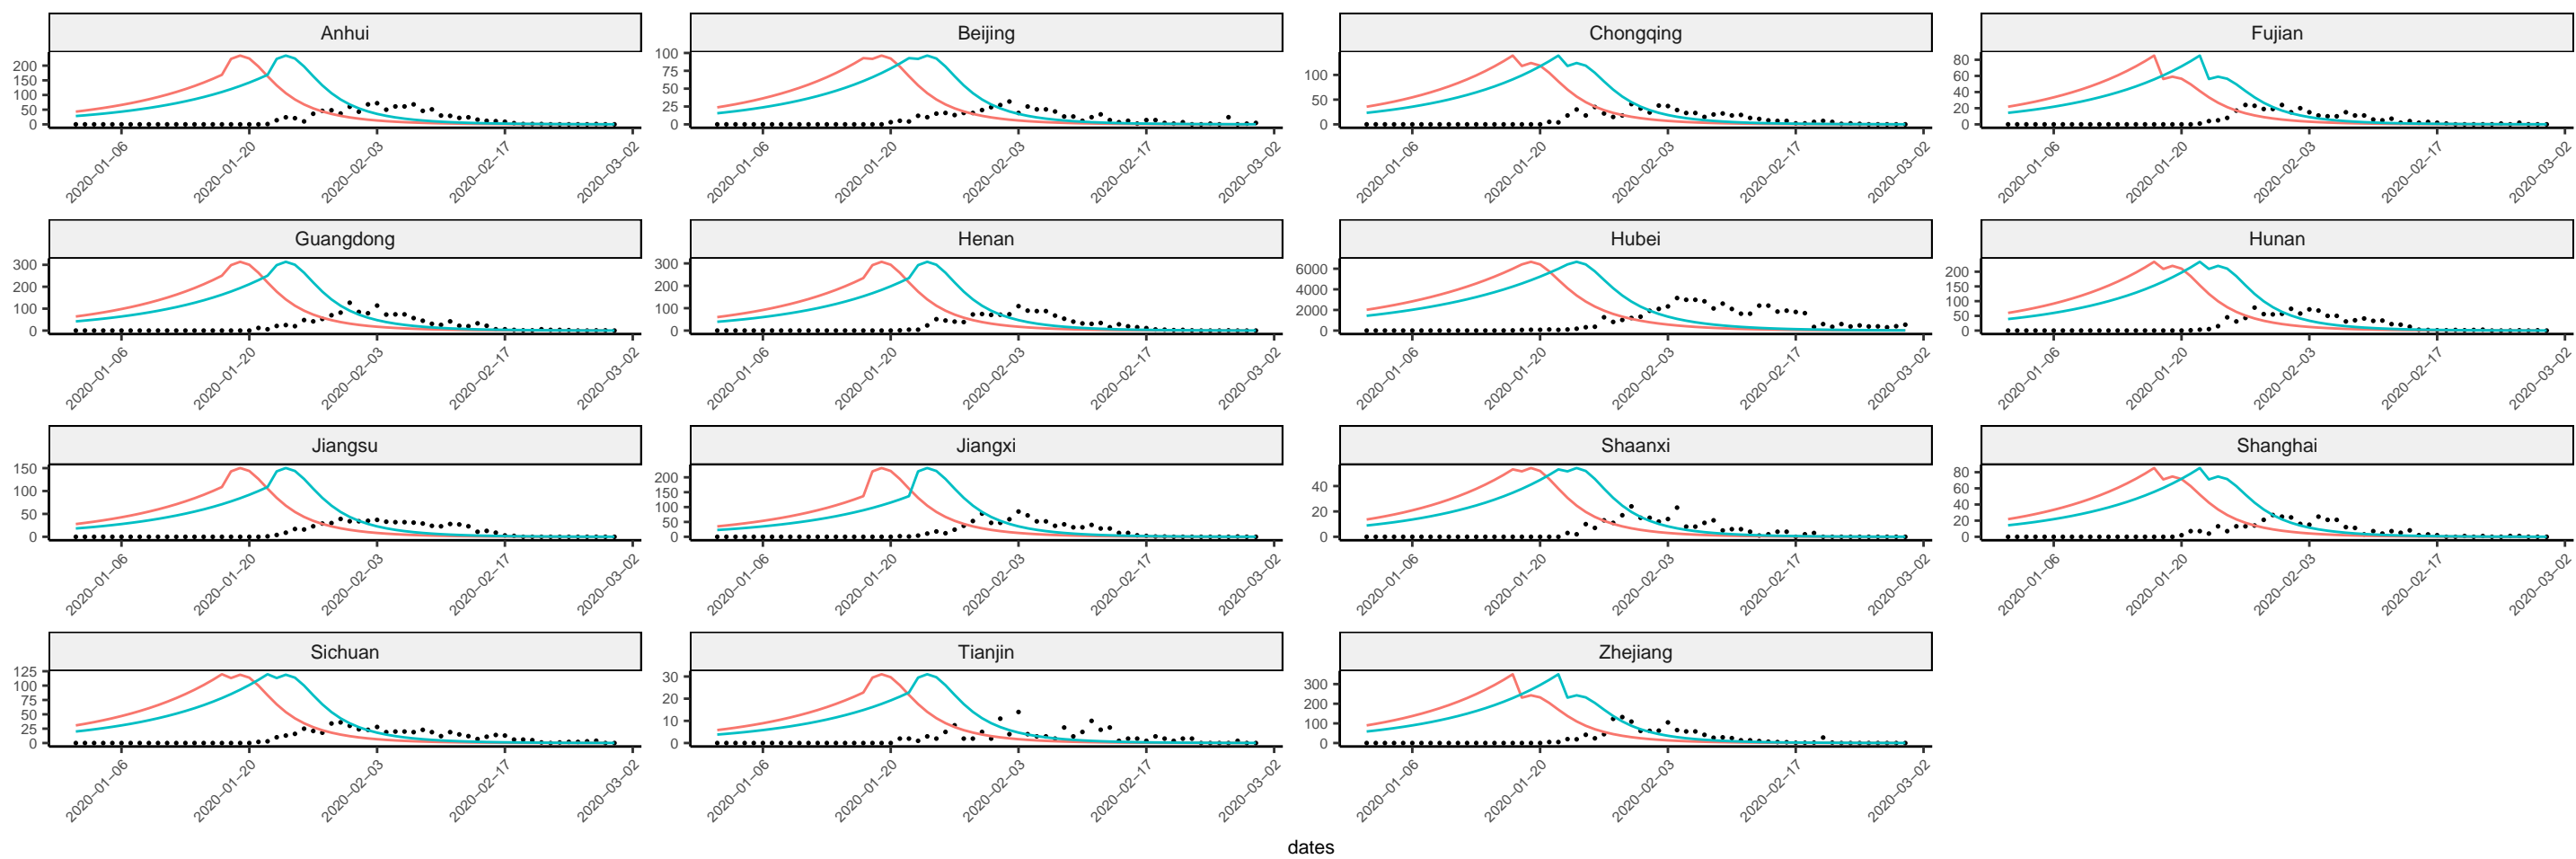 Anhui Beijing Chongqing Fujian
200 150 100 50 0 100 75 50 25 0 100 50 0 80 60 40 20 0
2020−01−06 2020−01−20 2020−02−03 2020−02−17 2020−03−02 2020−01−06 2020−01−20 2020−02−03 2020−02−17 2020−03−02 2020−01−06 2020−01−20 2020−02−03 2020−02−17 2020−03−02 2020−01−06 2020−01−20 2020−02−03 2020−02−17 2020−03−02
Guangdong Henan Hubei Hunan
300 200 100 0 300 200 100 0 6000 4000 2000 0 200 150 100 50 0
2020−01−06 2020−01−20 2020−02−03 2020−02−17 2020−03−02 2020−01−06 2020−01−20 2020−02−03 2020−02−17 2020−03−02 2020−01−06 2020−01−20 2020−02−03 2020−02−17 2020−03−02 2020−01−06 2020−01−20 2020−02−03 2020−02−17 2020−03−02
Jiangsu Jiangxi Shaanxi Shanghai
150 100 50 0 200 150 100 50 0 40 20 0 80 60 40 20 0
2020−01−06 2020−01−20 2020−02−03 2020−02−17 2020−03−02 2020−01−06 2020−01−20 2020−02−03 2020−02−17 2020−03−02 2020−01−06 2020−01−20 2020−02−03 2020−02−17 2020−03−02 2020−01−06 2020−01−20 2020−02−03 2020−02−17 2020−03−02
Sichuan Tianjin Zhejiang
125 100 75 50 25 0 30 20 10 0 300 200 100 0
2020−01−06 2020−01−20 2020−02−03 2020−02−17 2020−03−02 2020−01−06 2020−01−20 2020−02−03 2020−02−17 2020−03−02 2020−01−06 2020−01−20 2020−02−03 2020−02−17 2020−03−02
dates